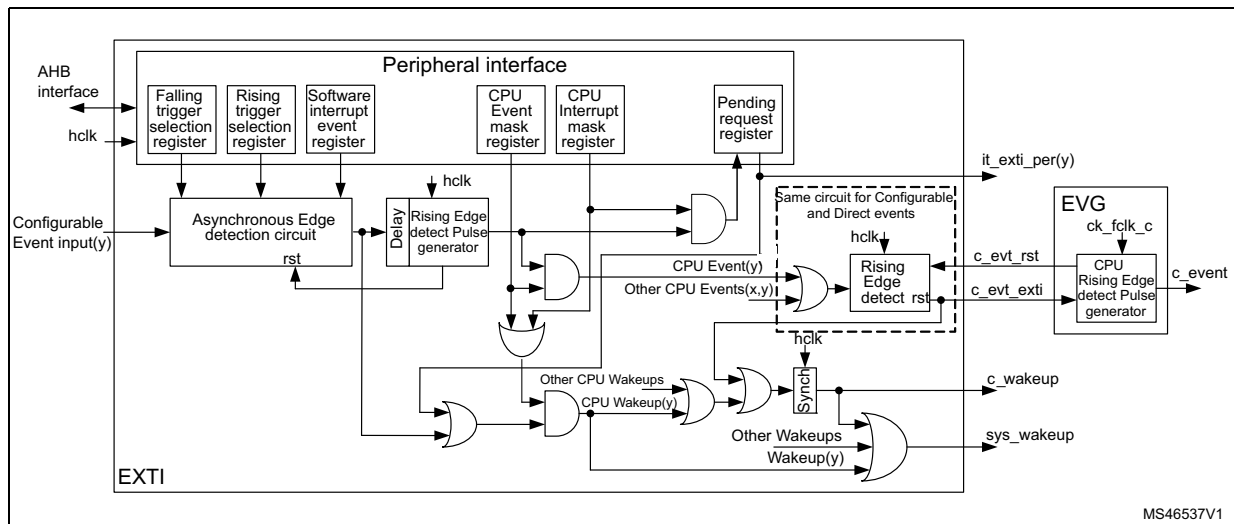 Peripheral interface
AHB
interface
hclk
Falling
trigger
selection
register
Rising
trigger
selection
register
Software
interrupt
event
register
CPU
Event
mask
register
CPU
Interrupt
mask
register
Pending
request
register
it_exti_per(y)
hclk
Configurable
Event input(y)
Asynchronous Edge
detection circuit
rst
Delay
Rising Edge
detect Pulse
generator
Same circuit for Configurable
and Direct events
hclk
Rising
Edge
detect rst
CPU Event(y)
Other CPU Events(x,y)
EVG
ck_fclk_c
c_evt_rst
c_evt_exti
CPU
Rising Edge
detect Pulse
generator
c_event
hclk
Synch
Other CPU Wakeups
CPU Wakeup(y)
c_wakeup
Other Wakeups
Wakeup(y)
sys_wakeup
EXTI
MS46537V1